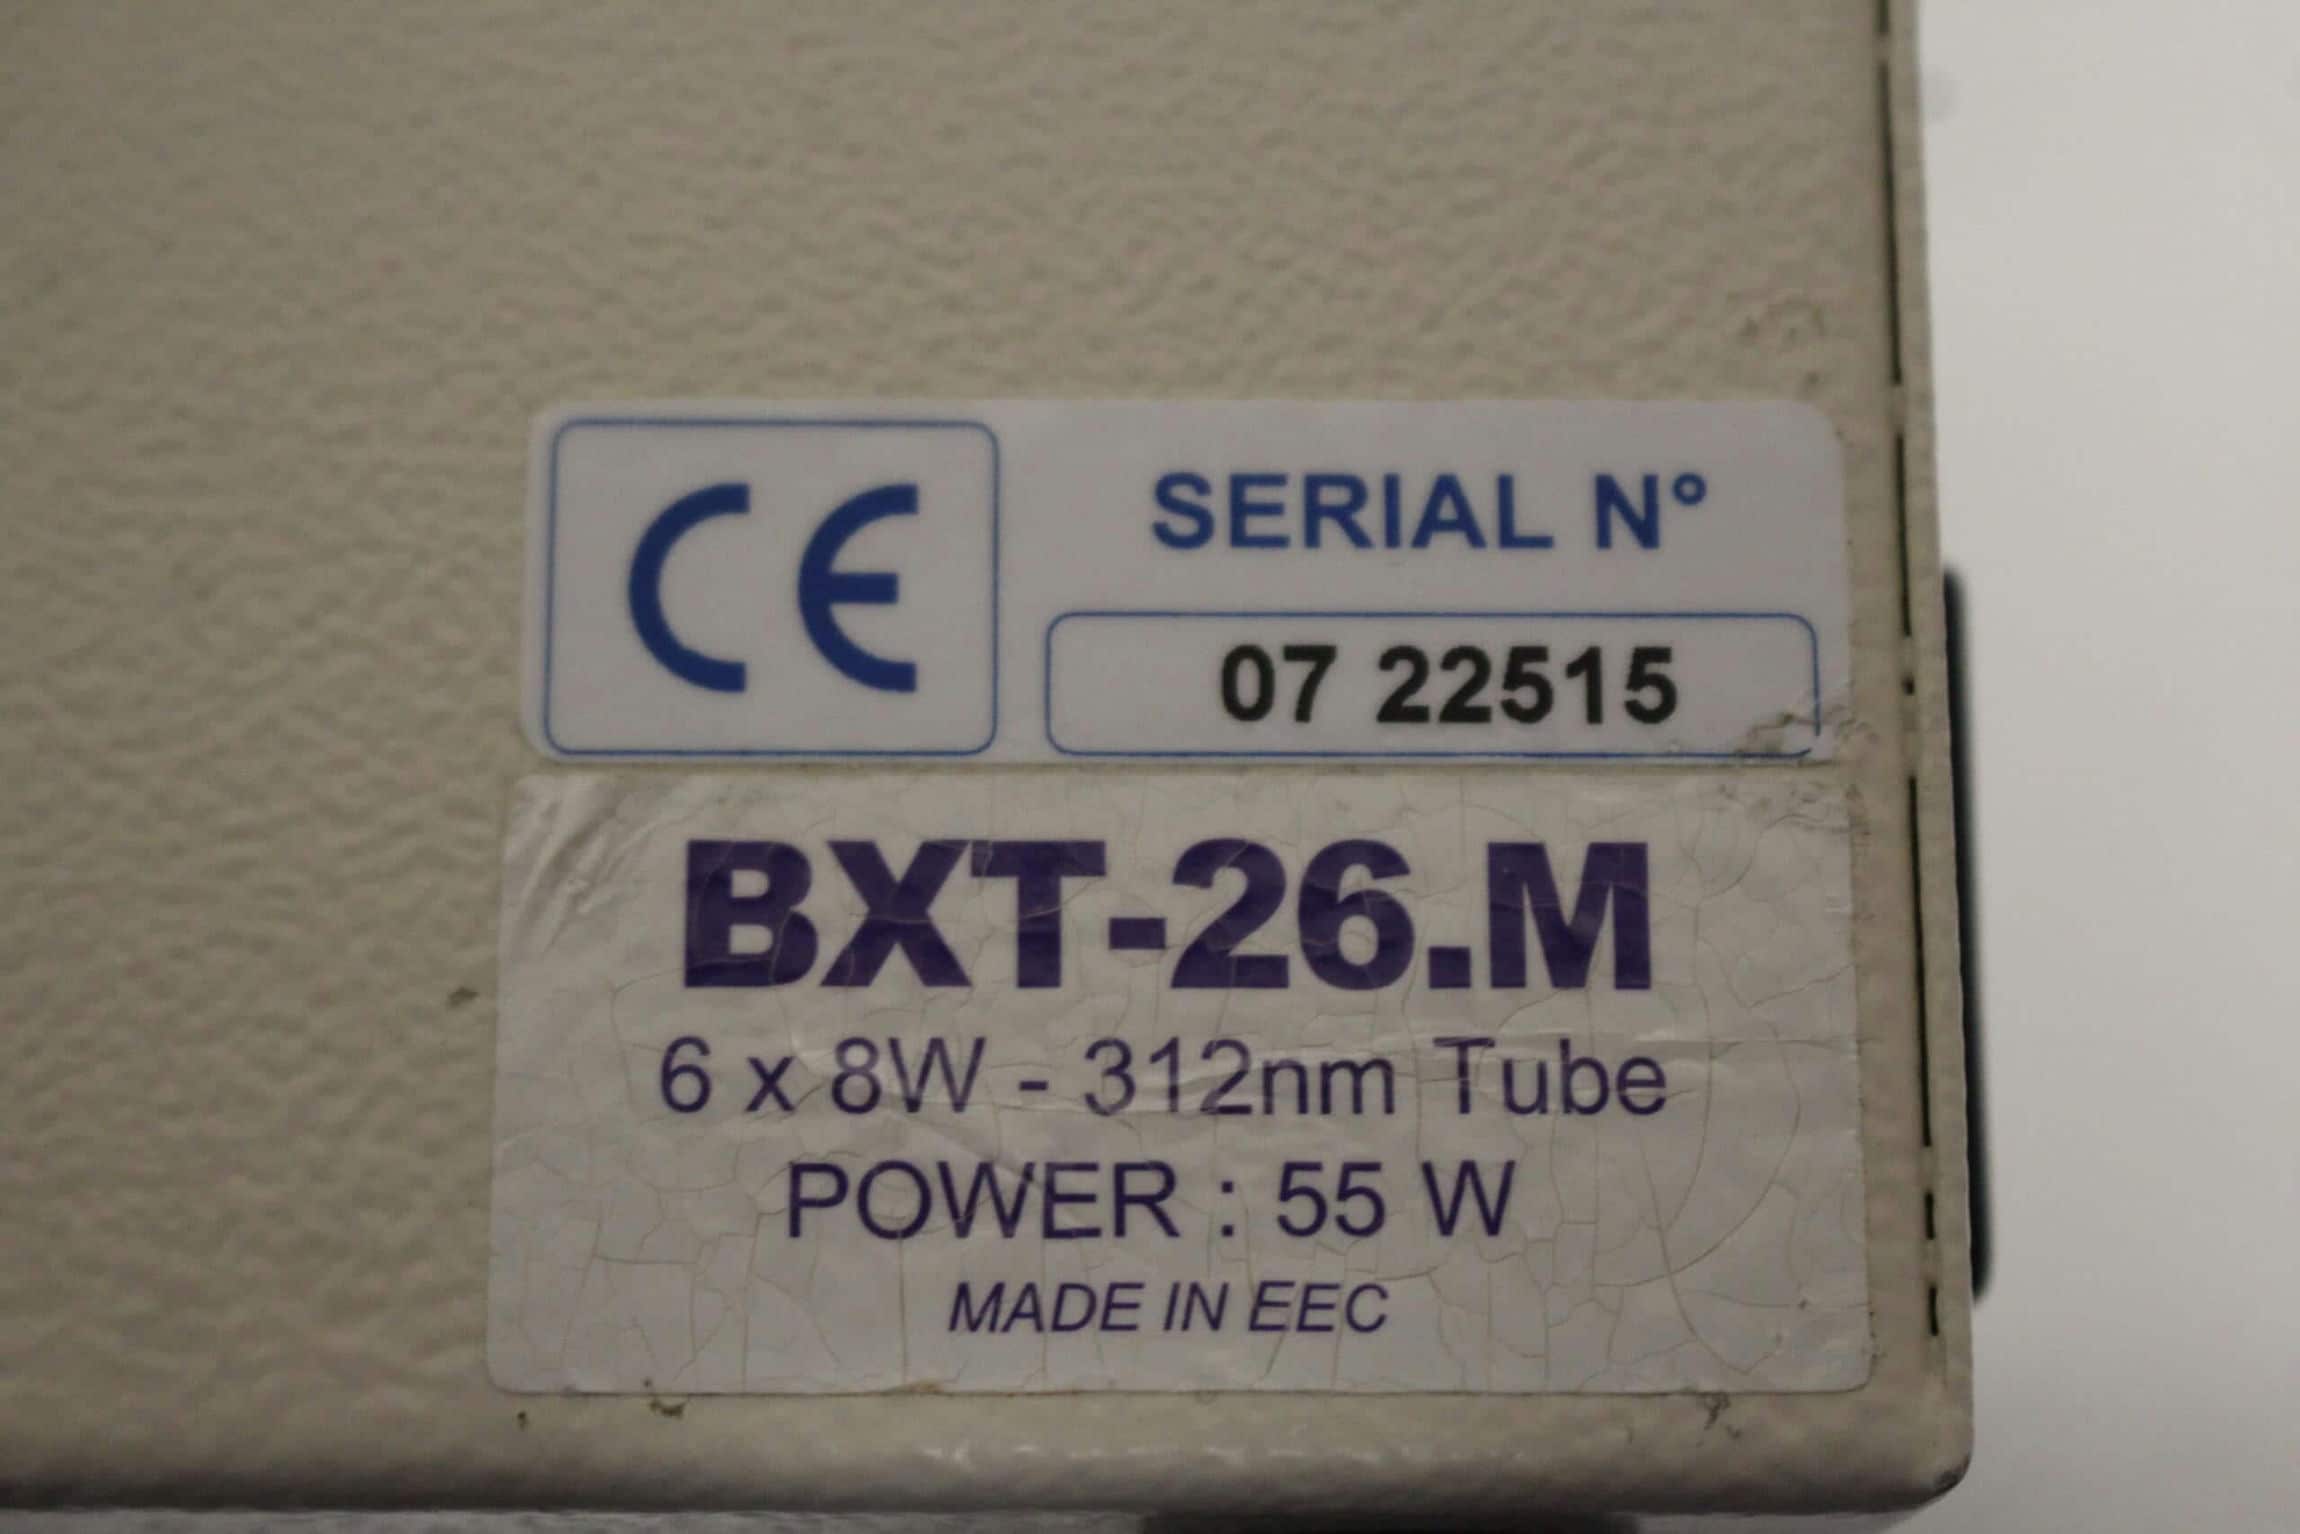 CE
SERIAL N°
07 22515
BXT-26.M
6 x 8W - 312nm Tube
POWER : 55 W
MADE IN EEC